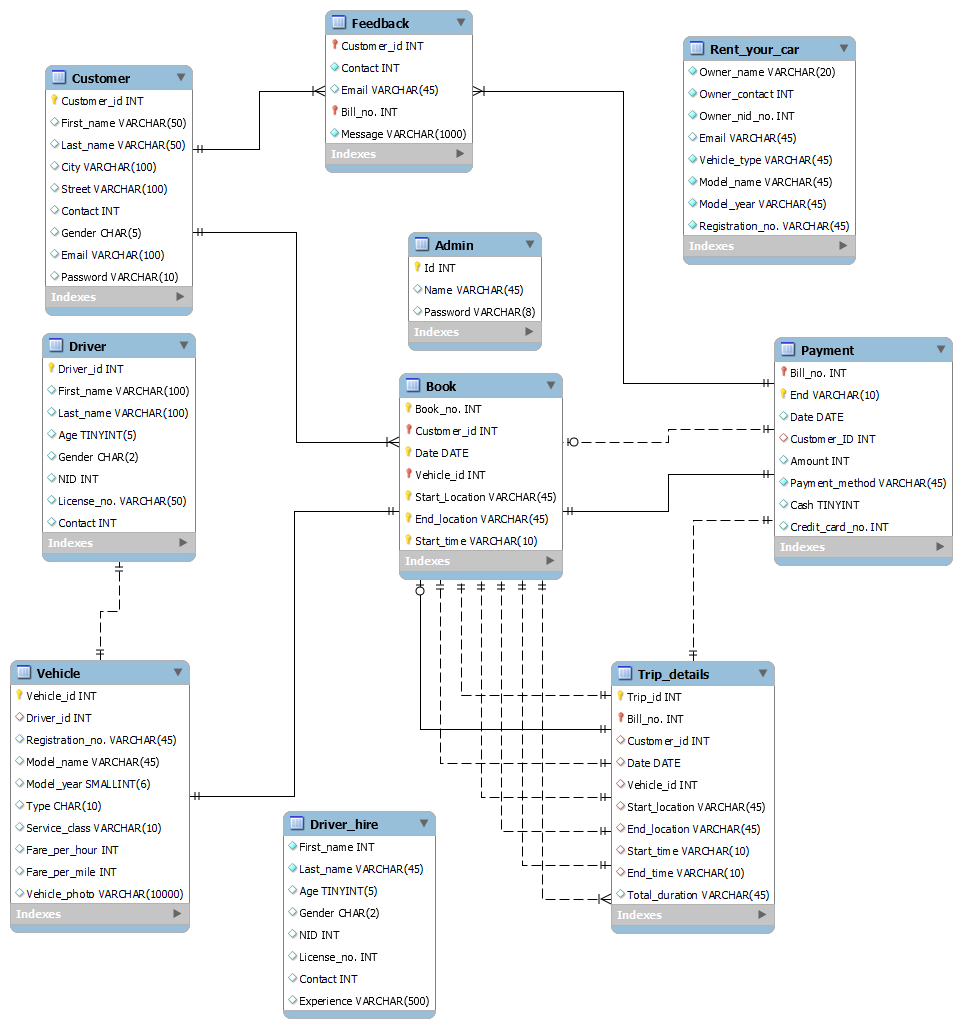 Feedback
Customer_id INT
Contact INT
Email VARCHAR(45)
Bill_no. INT
Message VARCHAR(1000)
Indexes
Rent_your_car
Owner_name VARCHAR(20)
Owner_contact INT
Owner_nid_no. INT
Email VARCHAR(45)
Vehicle_type VARCHAR(45)
Model_name VARCHAR(45)
Model_year VARCHAR(45)
Registration_no. VARCHAR(45)
Indexes
Customer
Customer_id INT
First_name VARCHAR(50)
Last_name VARCHAR(50)
City VARCHAR(100)
Street VARCHAR(100)
Contact INT
Gender CHAR(5)
Email VARCHAR(100)
Password VARCHAR(10)
Indexes
Admin
Id INT
Name VARCHAR(45)
Password VARCHAR(8)
Indexes
Driver
Driver_id INT
First_name VARCHAR(100)
Last_name VARCHAR(100)
Age TINYINT(5)
Gender CHAR(2)
NID INT
License_no. VARCHAR(50)
Contact INT
Indexes
Book
Book_no. INT
Customer_id INT
Date DATE
Vehicle_id INT
Start_Location VARCHAR(45)
End_location VARCHAR(45)
Start_time VARCHAR(10)
Indexes
Payment
Bill_no. INT
End VARCHAR(10)
Date DATE
Customer_ID INT
Amount INT
Payment_method VARCHAR(45)
Cash TINYINT
Credit_card_no. INT
Indexes
Vehicle
Vehicle_id INT
Driver_id INT
Registration_no. VARCHAR(45)
Model_name VARCHAR(45)
Model_year SMALLINT(6)
Type CHAR(10)
Service_class VARCHAR(10)
Fare_per_hour INT
Fare_per_mile INT
Vehicle_photo VARCHAR(10000)
Indexes
Trip_details
Trip_id INT
Bill_no. INT
Customer_id INT
Date DATE
Vehicle_id INT
Start_location VARCHAR(45)
End_location VARCHAR(45)
Start_time VARCHAR(10)
End_time VARCHAR(10)
Total_duration VARCHAR(45)
Indexes
Driver_hire
First_name INT
Last_name VARCHAR(45)
Age TINYINT(5)
Gender CHAR(2)
NID INT
License_no. INT
Contact INT
Experience VARCHAR(500)